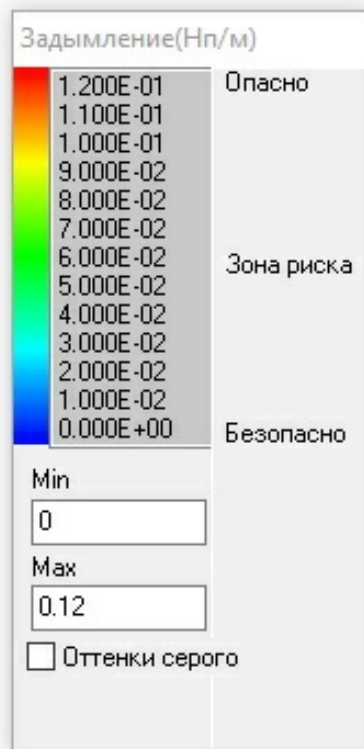 Задымление(Нп/м)
1.200E-01 Опасно
1.100E-01
1.000E-01
9.000E-02
8.000E-02
7.000E-02
6.000E-02 Зона риска
5.000E-02
4.000E-02
3.000E-02
2.000E-02
1.000E-02
0.000E+00 Безопасно
Min
0
Max
0.12
Оттенки серого